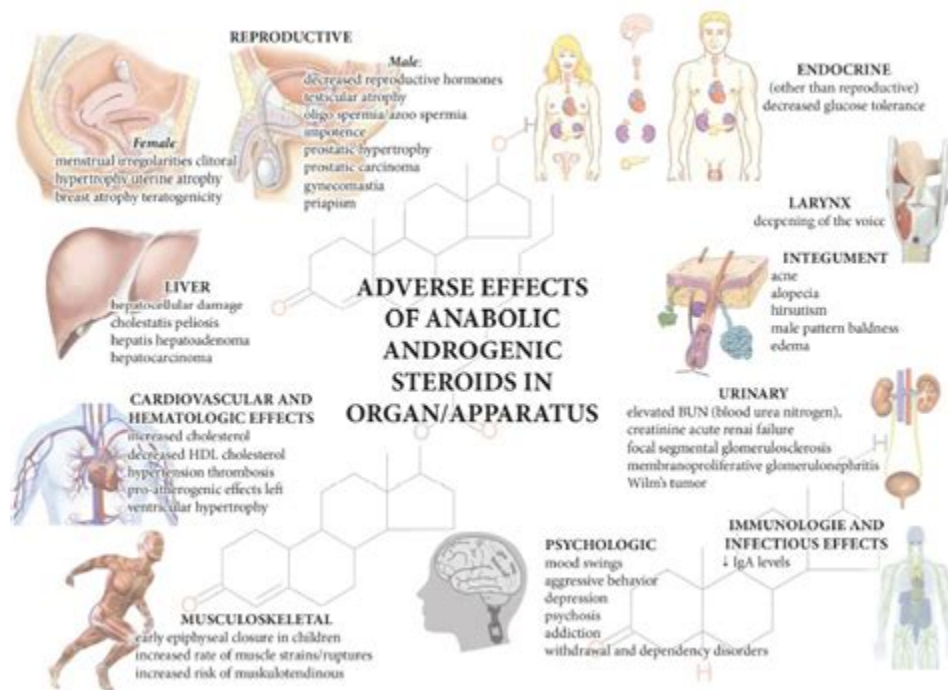 REPRODUCTIVE
Male:
decreased reproductive hormones
testicular atrophy
oligo spermia/azoo spermia
impotence
prostatic hypertrophy
prostatic carcinoma
gynecomastia
priapism
Female:
menstrual irregolarities clitoral
hypertrophy uterine atrophy
breast atrophy teratogenicity
ENDOCRINE
(other than reproductive)
decreased glucose tolerance
LARYNX
deepening of the voice
INTEGUMENT
acne
alopecia
hirsutism
male pattern baldness
edema
LIVER
hepatocellular damage
cholestatis peliosis
hepatis hepatoadenoma
hepatocarcinoma
ADVERSE EFFECTS
OF ANABOLIC
ANDROGENIC
STEROIDS IN
ORGAN/APPARATUS
CARDIOVASCULAR AND
HEMATOLOGIC EFFECTS
increased cholesterol
decreased HDL cholesterol
hypertension thrombosis
pro-atherogenic effects left
ventricular hypertrophy
URINARY
elevated BUN (blood urea nitrogen),
creatinine acute renai failure
focal segmental glomerulosclerosis
membranoproliferative glomerulonephritis
Wilm's tumor
MUSCULOSKELETAL
early epiphyseal closure in children
increased rate of muscle strains/ruptures
increased risk of muskulotendinous
PSYCHOLOGIC
mood swings
aggressive behavior
depression
psychosis
addiction
withdrawal and dependency disorders
IMMUNOLOGIE AND
INFECTIOUS EFFECTS
↓ IgA levels
O
H
O
O
O
H
O
O
O
H